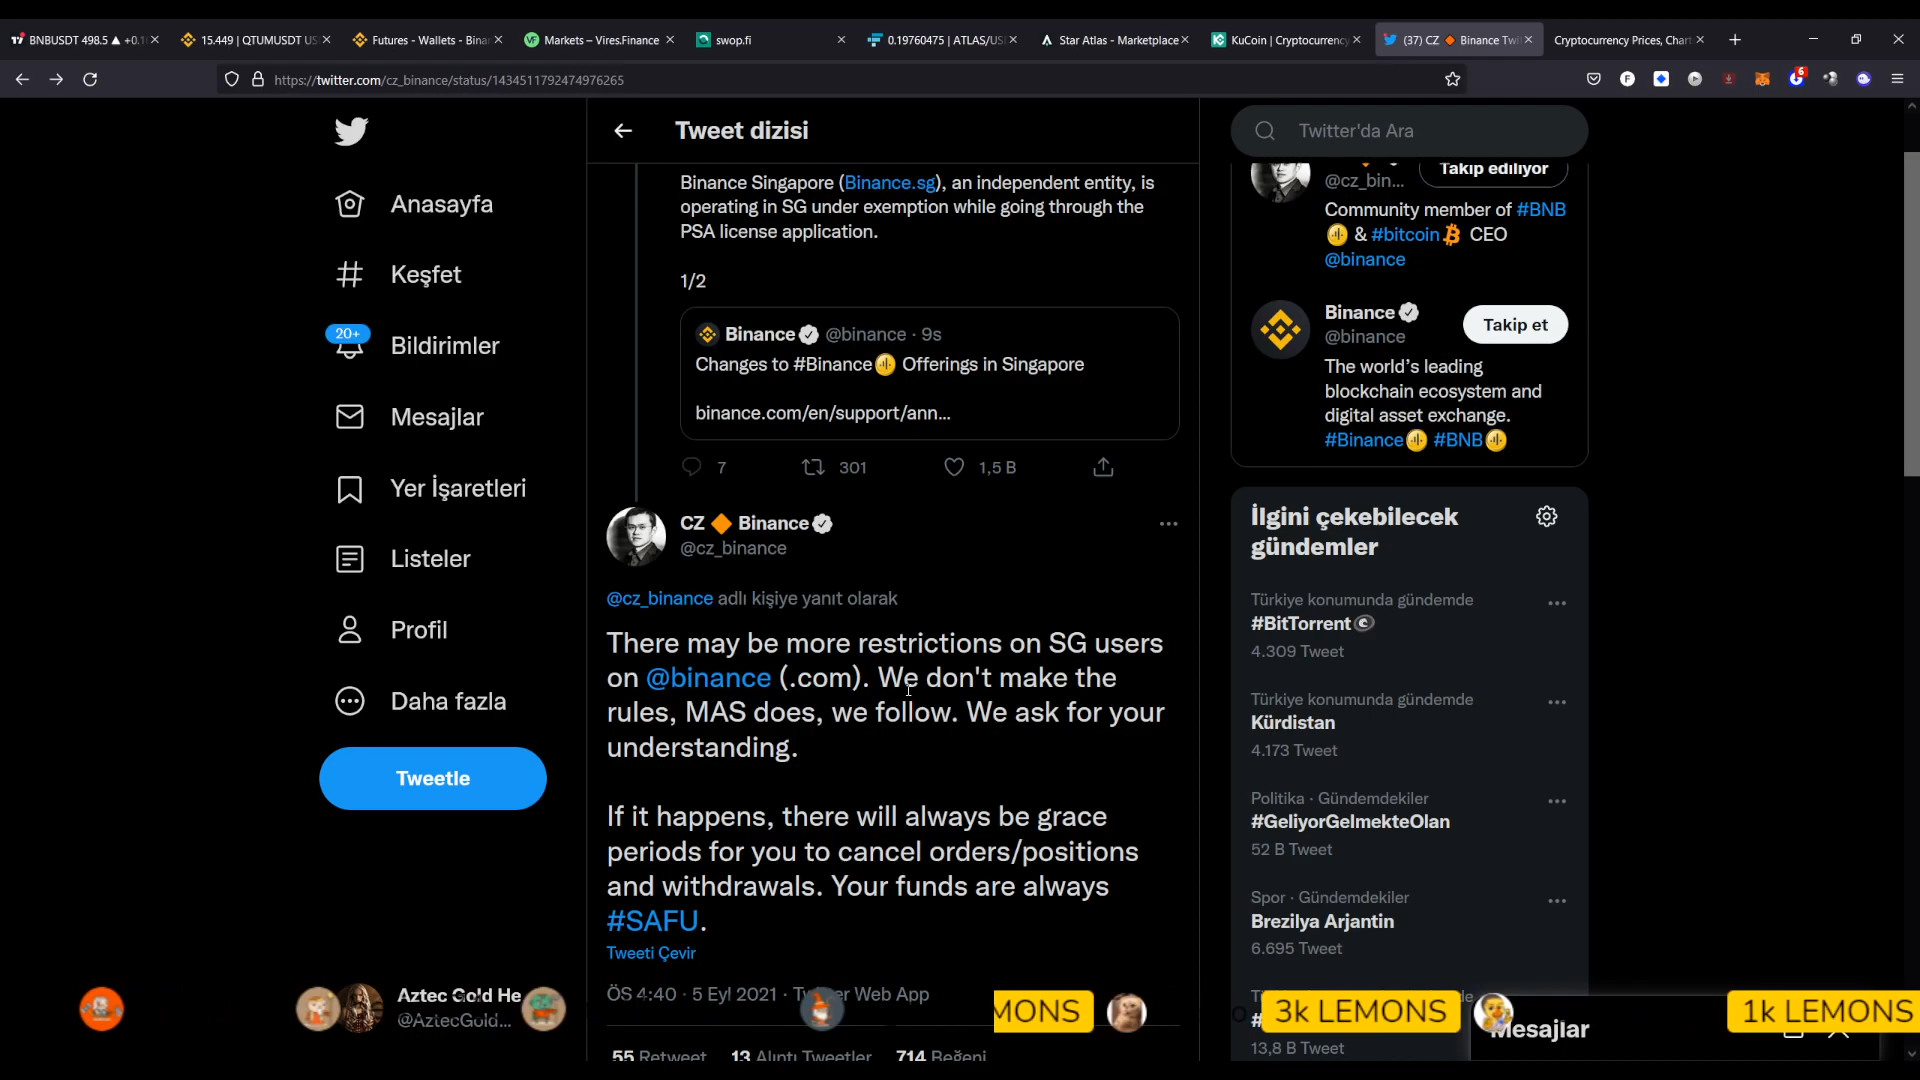 BNBUSDT 498.5 ▲ +0.1
15.449 | QTUMUSDT US
Futures - Wallets - Bina
Markets – Vires.Finance
swop.fi
0.19760475 | ATLAS/US
Star Atlas - Marketplace
KuCoin | Cryptocurrency
(37) CZ 🔶 Binance Twi
Cryptocurrency Prices, Chart
https://twitter.com/cz_binance/status/1434511792474976265
6
Anasayfa
Keşfet
20+
Bildirimler
Mesajlar
Yer İşaretleri
Listeler
Profil
Daha fazla
Tweetle
Aztec Gold He
@AztecGold...
Tweet dizisi
Binance Singapore (Binance.sg), an independent entity, is
operating in SG under exemption while going through the
PSA license application.
1/2
Binance @binance · 9s
Changes to #Binance Offerings in Singapore
binance.com/en/support/ann...
7 301 1,5 B
CZ 🔶 Binance
@cz_binance
@cz_binance adlı kişiye yanıt olarak
There may be more restrictions on SG users
on @binance (.com). We don't make the
rules, MAS does, we follow. We ask for your
understanding.
If it happens, there will always be grace
periods for you to cancel orders/positions
and withdrawals. Your funds are always
#SAFU.
Tweeti Çevir
ÖS 4:40 · 5 Eyl 2021 · Twitter Web App
55 Retweet 13 Alıntı Tweetler 714 Beğeni
Twitter'da Ara
@cz_bin...
Takip ediliyor
Community member of #BNB
& #bitcoin CEO
@binance
Binance
@binance
Takip et
The world's leading
blockchain ecosystem and
digital asset exchange.
#Binance #BNB
İlgini çekebilecek
gündemler
Türkiye konumunda gündemde
#BitTorrent
4.309 Tweet
Türkiye konumunda gündemde
Kürdistan
4.173 Tweet
Politika · Gündemdekiler
#GeliyorGelmekteOlan
52 B Tweet
Spor · Gündemdekiler
Brezilya Arjantin
6.695 Tweet
13,8 B Tweet
Mesajlar
MONS
3k LEMONS
1k LEMONS